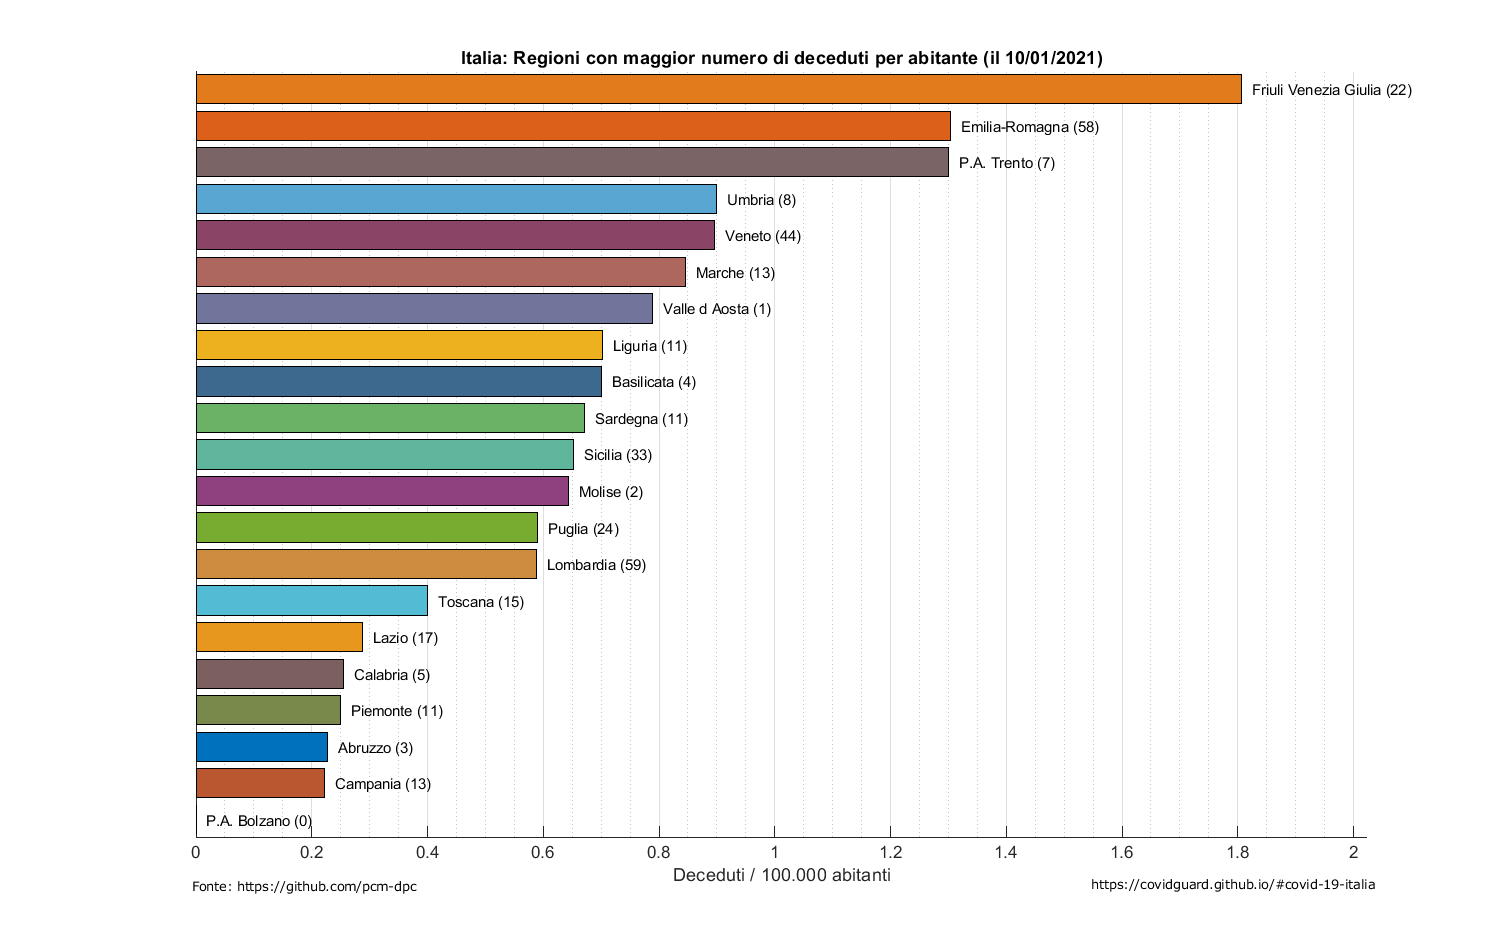 Italia: Regioni con maggior numero di deceduti per abitante (il 10/01/2021)
Friuli Venezia Giulia (22)
Emilia-Romagna (58)
P.A. Trento (7)
Umbria (8)
Veneto (44)
Marche (13)
Valle d Aosta (1)
Liguria (11)
Basilicata (4)
Sardegna (11)
Sicilia (33)
Molise (2)
Puglia (24)
Lombardia (59)
Toscana (15)
Lazio (17)
Calabria (5)
Piemonte (11)
Abruzzo (3)
Campania (13)
P.A. Bolzano (0)
0 0.2 0.4 0.6 0.8 1 1.2 1.4 1.6 1.8 2
Deceduti / 100.000 abitanti
Fonte: https://github.com/pcm-dpc
https://covidguard.github.io/#covid-19-italia